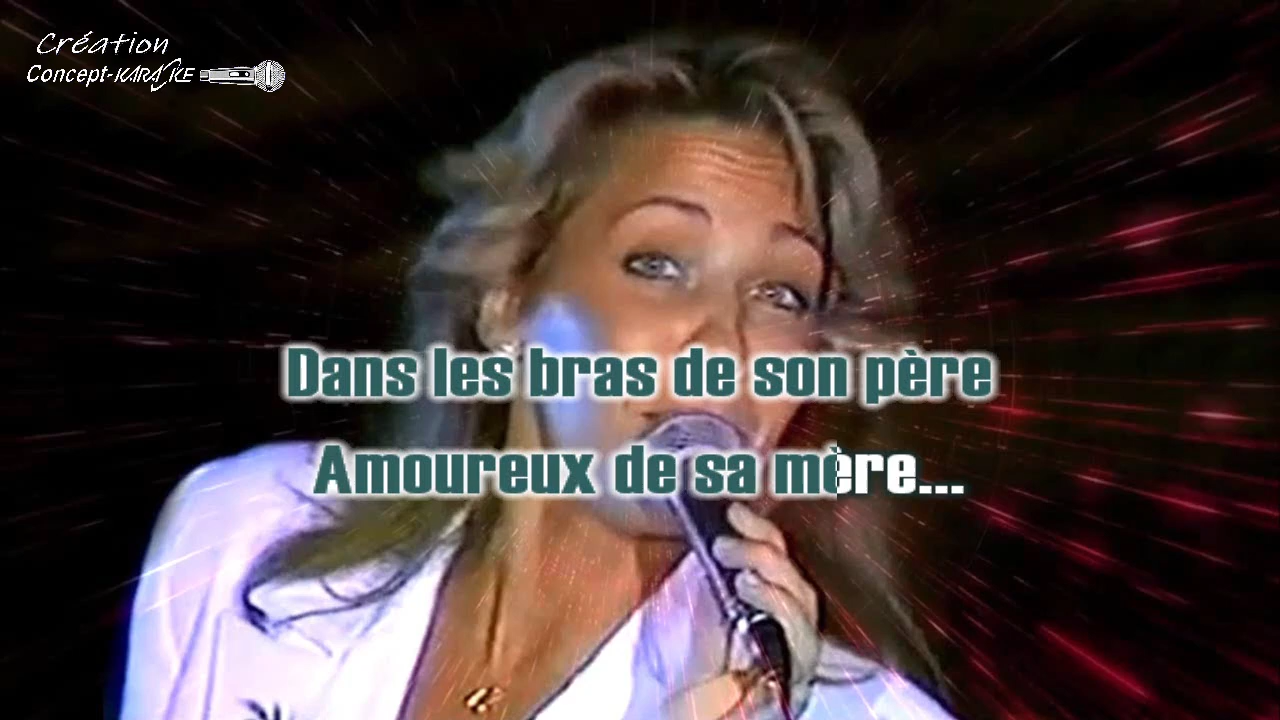 Création
Concept-KARAOKE
Dans les bras de son père
Amoureux de sa mère...